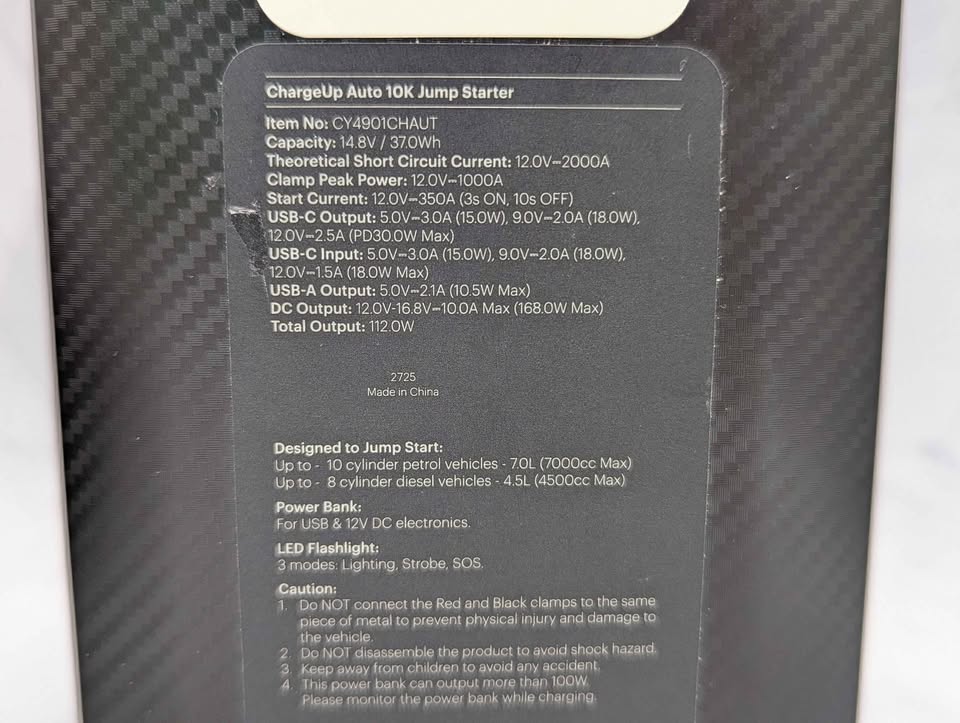 ChargeUp Auto 10K Jump Starter
Item No: CY4901CHAUT
Capacity: 14.8V / 37.0Wh
Theoretical Short Circuit Current: 12.0V⎓2000A
Clamp Peak Power: 12.0V⎓1000A
Start Current: 12.0V⎓350A (3s ON, 10s OFF)
USB-C Output: 5.0V⎓3.0A (15.0W), 9.0V⎓2.0A (18.0W),
12.0V⎓2.5A (PD30.0W Max)
USB-C Input: 5.0V⎓3.0A (15.0W), 9.0V⎓2.0A (18.0W),
12.0V⎓1.5A (18.0W Max)
USB-A Output: 5.0V⎓2.1A (10.5W Max)
DC Output: 12.0V-16.8V⎓10.0A Max (168.0W Max)
Total Output: 112.0W
2725
Made in China
Designed to Jump Start:
Up to - 10 cylinder petrol vehicles - 7.0L (7000cc Max)
Up to - 8 cylinder diesel vehicles - 4.5L (4500cc Max)
Power Bank:
For USB & 12V DC electronics.
LED Flashlight:
3 modes: Lighting, Strobe, SOS.
Caution:
1. Do NOT connect the Red and Black clamps to the same
piece of metal to prevent physical injury and damage to
the vehicle.
2. Do NOT disassemble the product to avoid shock hazard.
3. Keep away from children to avoid any accident.
4. This power bank can output more than 100W.
Please monitor the power bank while charging.